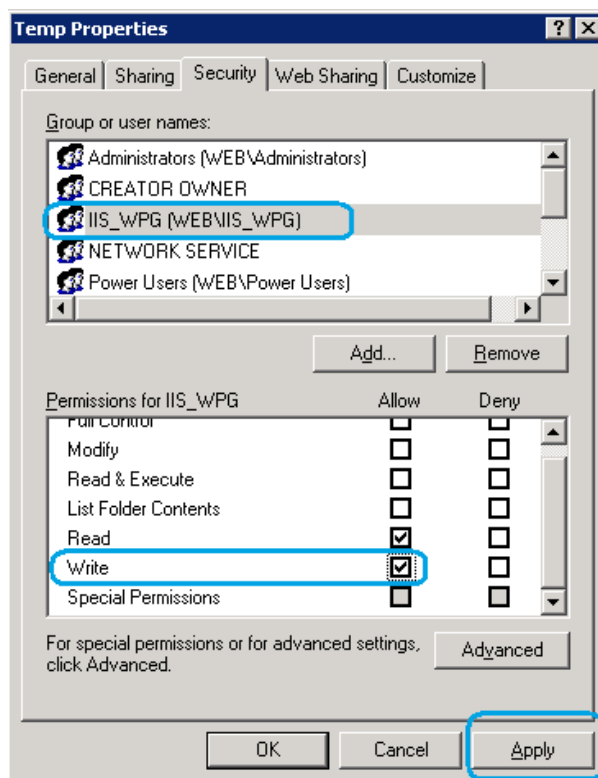 Temp Properties
General Sharing Security Web Sharing Customize
Group or user names:
Administrators (WEB\Administrators)
CREATOR OWNER
IIS_WPG (WEB\IIS_WPG)
NETWORK SERVICE
Power Users (WEB\Power Users)
Add... Remove
Permissions for IIS_WPG Allow Deny
Full Control
Modify
Read & Execute
List Folder Contents
Read
Write
Special Permissions
For special permissions or for advanced settings,
click Advanced.
Advanced
OK Cancel Apply